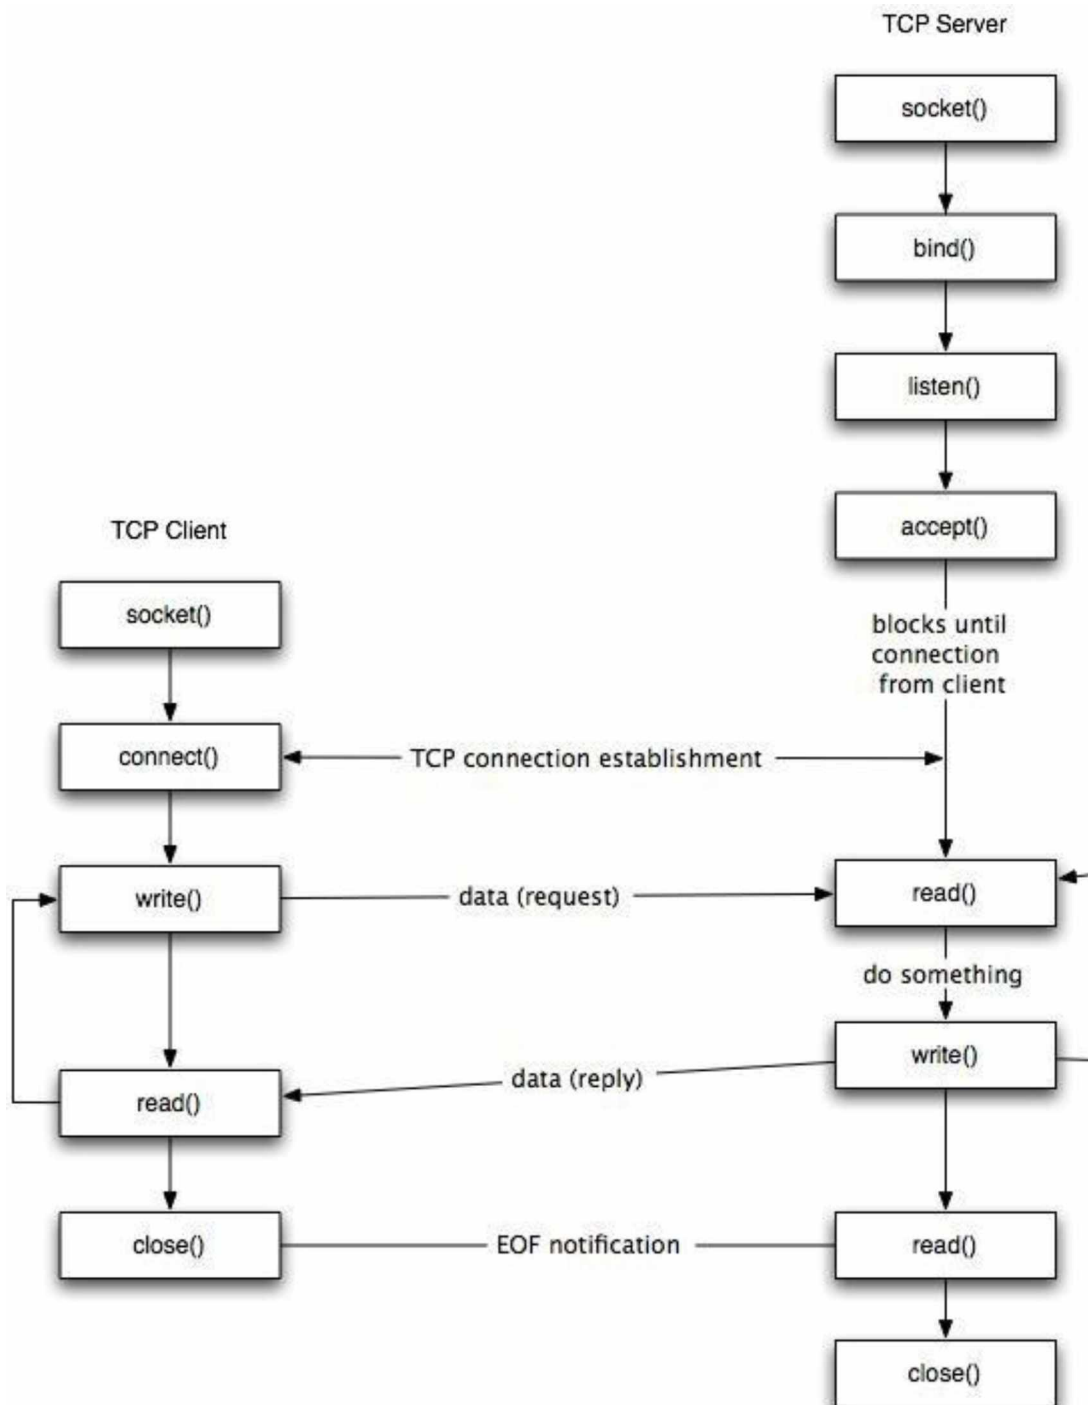 TCP Server
socket()
bind()
listen()
accept()
blocks until
connection
from client
TCP Client
socket()
connect()
TCP connection establishment
write()
data (request)
read()
do something
write()
data (reply)
read()
close()
EOF notification
read()
close()